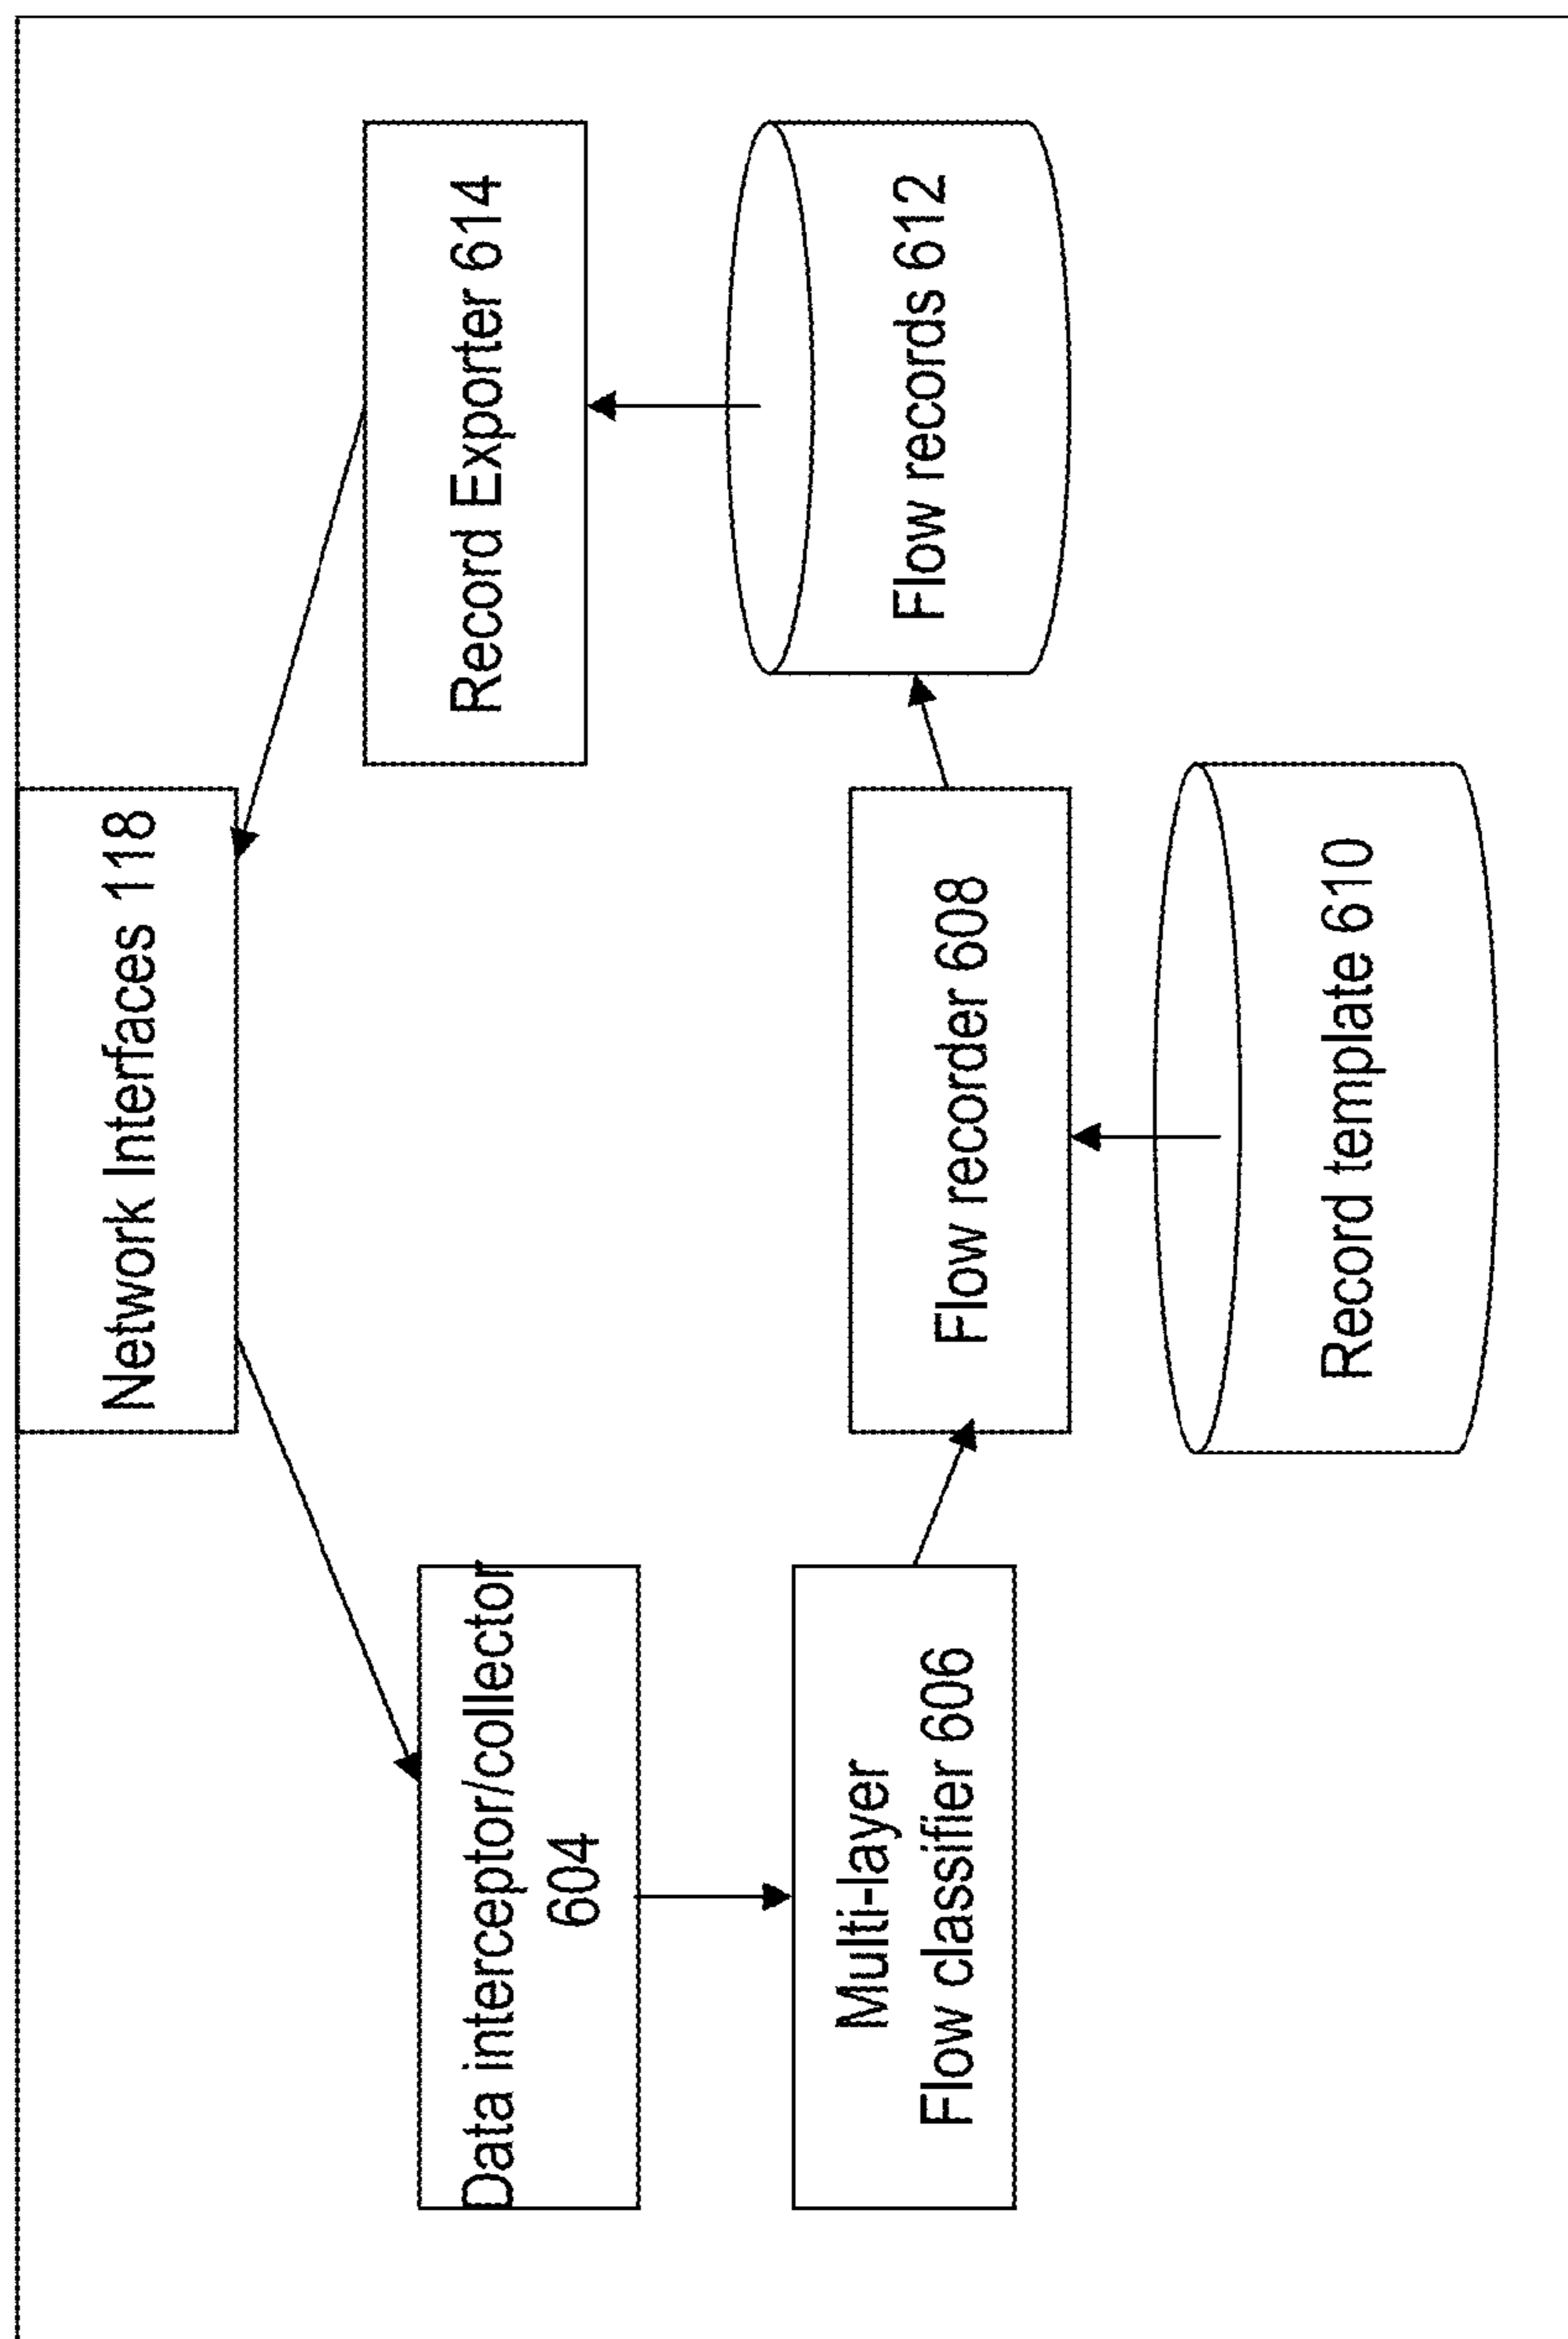 Network Interfaces 118
Data interceptor/collector
604
Record Exporter 614
Multi-layer
Flow classifier 606
Flow recorder 608
Flow records 612
Record template 610